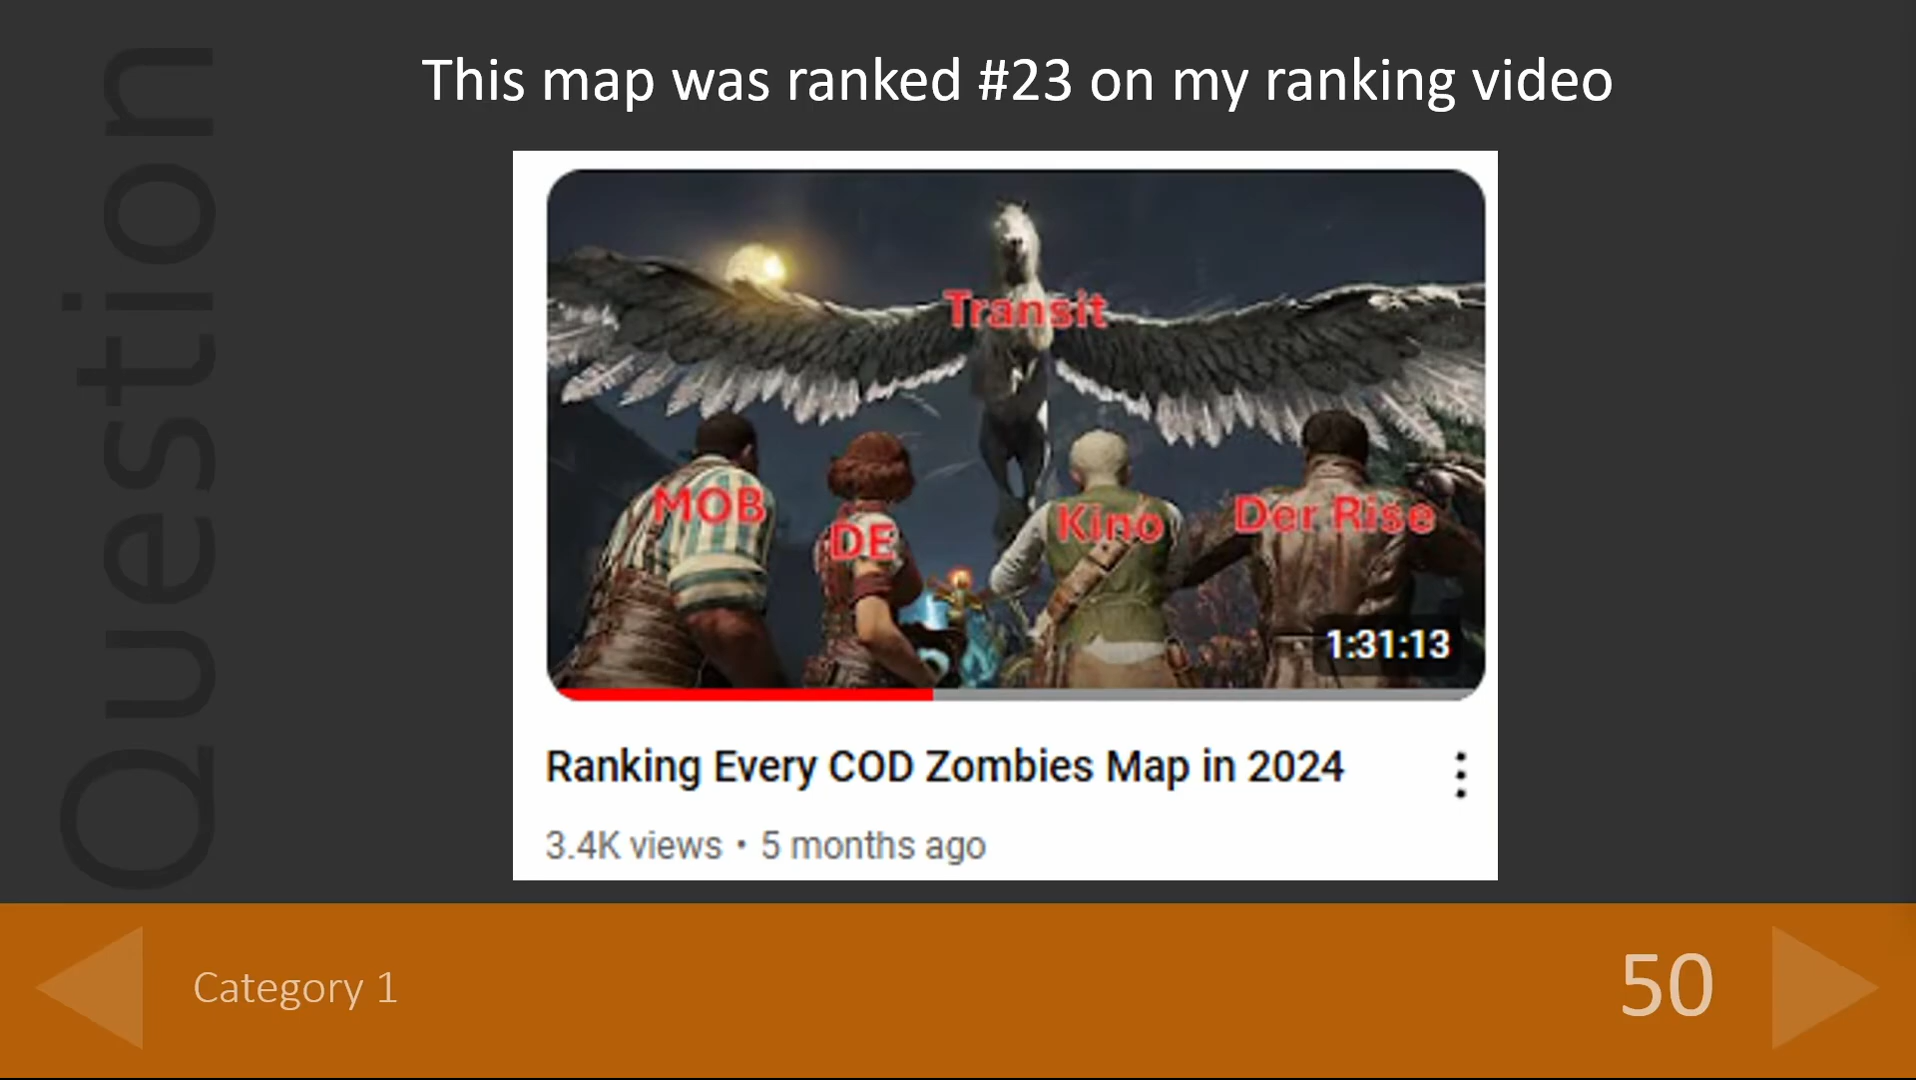 Question
This map was ranked #23 on my ranking video
Transit
MOB
DE
Kino
Der Rise
1:31:13
Ranking Every COD Zombies Map in 2024
3.4K views • 5 months ago
Category 1
50